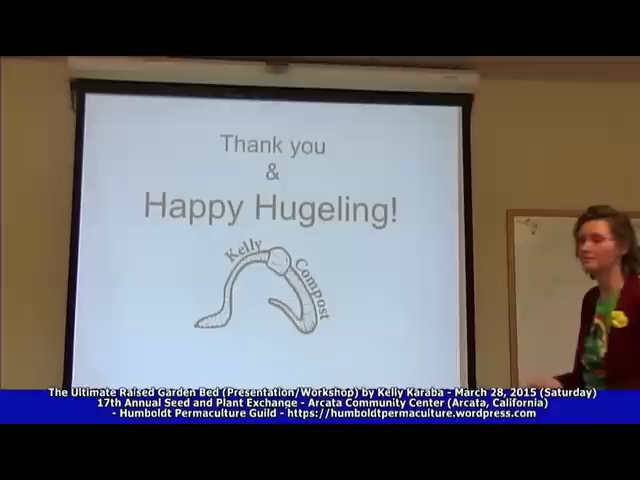 Thank you
&
Happy Hugeling!
Kelly Compost
The Ultimate Raised Garden Bed (Presentation/Workshop) by Kelly Karaba - March 28, 2015 (Saturday)
17th Annual Seed and Plant Exchange - Arcata Community Center (Arcata, California)
- Humboldt Permaculture Guild - https://humboldtpermaculture.wordpress.com